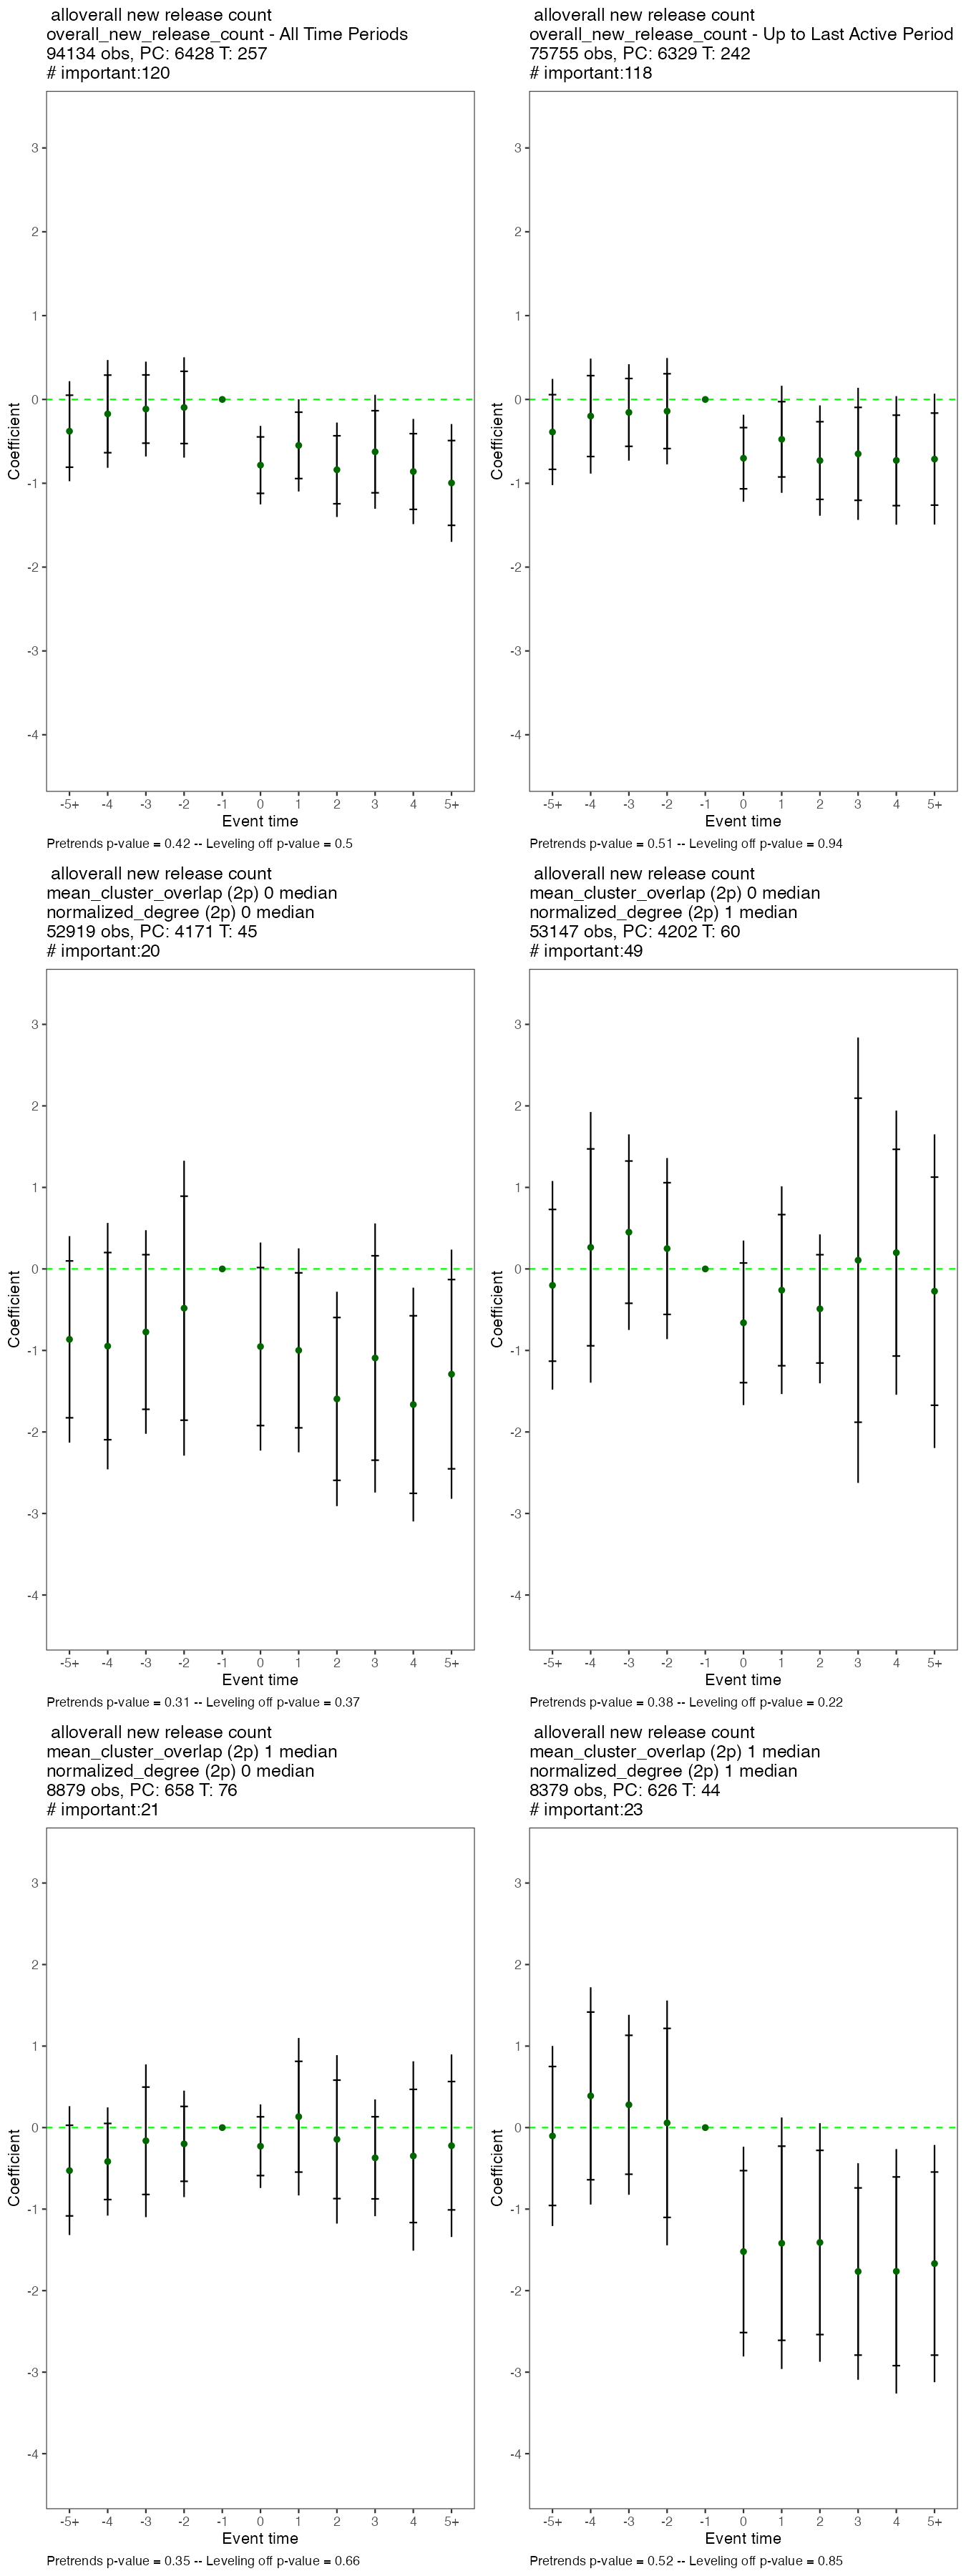 alloverall new release count
overall_new_release_count - All Time Periods
94134 obs, PC: 6428 T: 257
# important:120
3
2
1
0
-1
-2
-3
-4
Coefficient
-5+ -4 -3 -2 -1 0 1 2 3 4 5+
Event time
Pretrends p-value = 0.42 -- Leveling off p-value = 0.5
alloverall new release count
overall_new_release_count - Up to Last Active Period
75755 obs, PC: 6329 T: 242
# important:118
3
2
1
0
-1
-2
-3
-4
Coefficient
-5+ -4 -3 -2 -1 0 1 2 3 4 5+
Event time
Pretrends p-value = 0.51 -- Leveling off p-value = 0.94
alloverall new release count
mean_cluster_overlap (2p) 0 median
normalized_degree (2p) 0 median
52919 obs, PC: 4171 T: 45
# important:20
3
2
1
0
-1
-2
-3
-4
Coefficient
-5+ -4 -3 -2 -1 0 1 2 3 4 5+
Event time
Pretrends p-value = 0.31 -- Leveling off p-value = 0.37
alloverall new release count
mean_cluster_overlap (2p) 0 median
normalized_degree (2p) 1 median
53147 obs, PC: 4202 T: 60
# important:49
3
2
1
0
-1
-2
-3
-4
Coefficient
-5+ -4 -3 -2 -1 0 1 2 3 4 5+
Event time
Pretrends p-value = 0.38 -- Leveling off p-value = 0.22
alloverall new release count
mean_cluster_overlap (2p) 1 median
normalized_degree (2p) 0 median
8879 obs, PC: 658 T: 76
# important:21
3
2
1
0
-1
-2
-3
-4
Coefficient
-5+ -4 -3 -2 -1 0 1 2 3 4 5+
Event time
Pretrends p-value = 0.35 -- Leveling off p-value = 0.66
alloverall new release count
mean_cluster_overlap (2p) 1 median
normalized_degree (2p) 1 median
8379 obs, PC: 626 T: 44
# important:23
3
2
1
0
-1
-2
-3
-4
Coefficient
-5+ -4 -3 -2 -1 0 1 2 3 4 5+
Event time
Pretrends p-value = 0.52 -- Leveling off p-value = 0.85